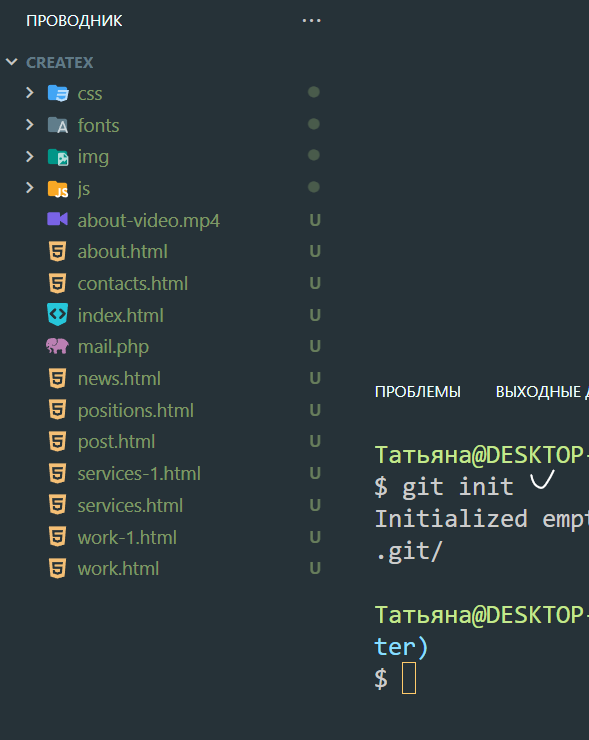 ПРОВОДНИК ...
CREATEX
css
fonts
img
js
about-video.mp4 U
about.html U
contacts.html U
index.html U
mail.php U
news.html U
positions.html U
post.html U
services-1.html U
services.html U
work-1.html U
work.html U
ПРОБЛЕМЫ ВЫХОДНЫЕ
Татьяна@DESKTOP-
$ git init
Initialized empt
.git/
Татьяна@DESKTOP-
ter)
$